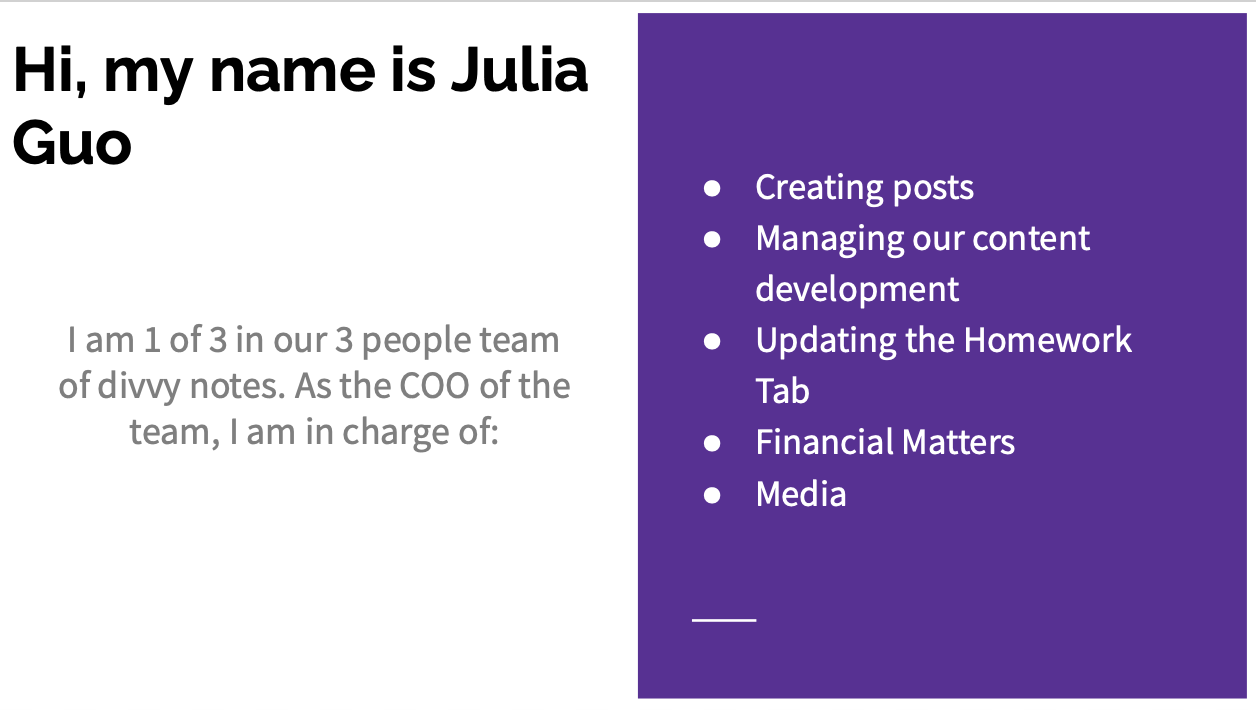 Hi, my name is Julia
Guo
I am 1 of 3 in our 3 people team
of divvy notes. As the COO of the
team, I am in charge of:
● Creating posts
● Managing our content
development
● Updating the Homework
Tab
● Financial Matters
● Media